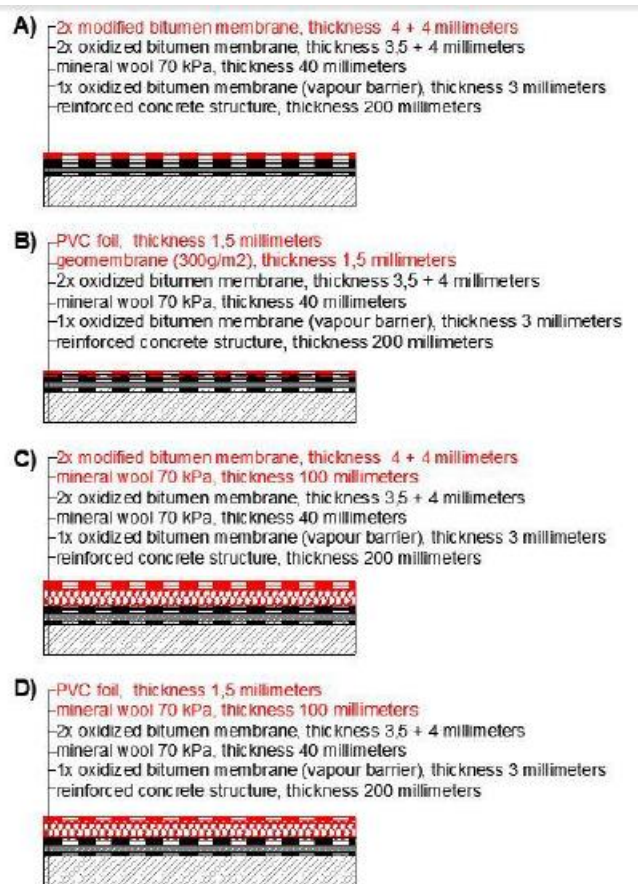 A) 2x modified bitumen membrane, thickness 4 + 4 millimeters
2x oxidized bitumen membrane, thickness 3,5 + 4 millimeters
mineral wool 70 kPa, thickness 40 millimeters
1x oxidized bitumen membrane (vapour barrier), thickness 3 millimeters
reinforced concrete structure, thickness 200 millimeters
B) PVC foil, thickness 1,5 millimeters
geomembrane (300g/m2), thickness 1,5 millimeters
2x oxidized bitumen membrane, thickness 3,5 + 4 millimeters
mineral wool 70 kPa, thickness 40 millimeters
1x oxidized bitumen membrane (vapour barrier), thickness 3 millimeters
reinforced concrete structure, thickness 200 millimeters
C) 2x modified bitumen membrane, thickness 4 + 4 millimeters
mineral wool 70 kPa, thickness 100 millimeters
2x oxidized bitumen membrane, thickness 3,5 + 4 millimeters
mineral wool 70 kPa, thickness 40 millimeters
1x oxidized bitumen membrane (vapour barrier), thickness 3 millimeters
reinforced concrete structure, thickness 200 millimeters
D) PVC foil, thickness 1,5 millimeters
mineral wool 70 kPa, thickness 100 millimeters
2x oxidized bitumen membrane, thickness 3,5 + 4 millimeters
mineral wool 70 kPa, thickness 40 millimeters
1x oxidized bitumen membrane (vapour barrier), thickness 3 millimeters
reinforced concrete structure, thickness 200 millimeters